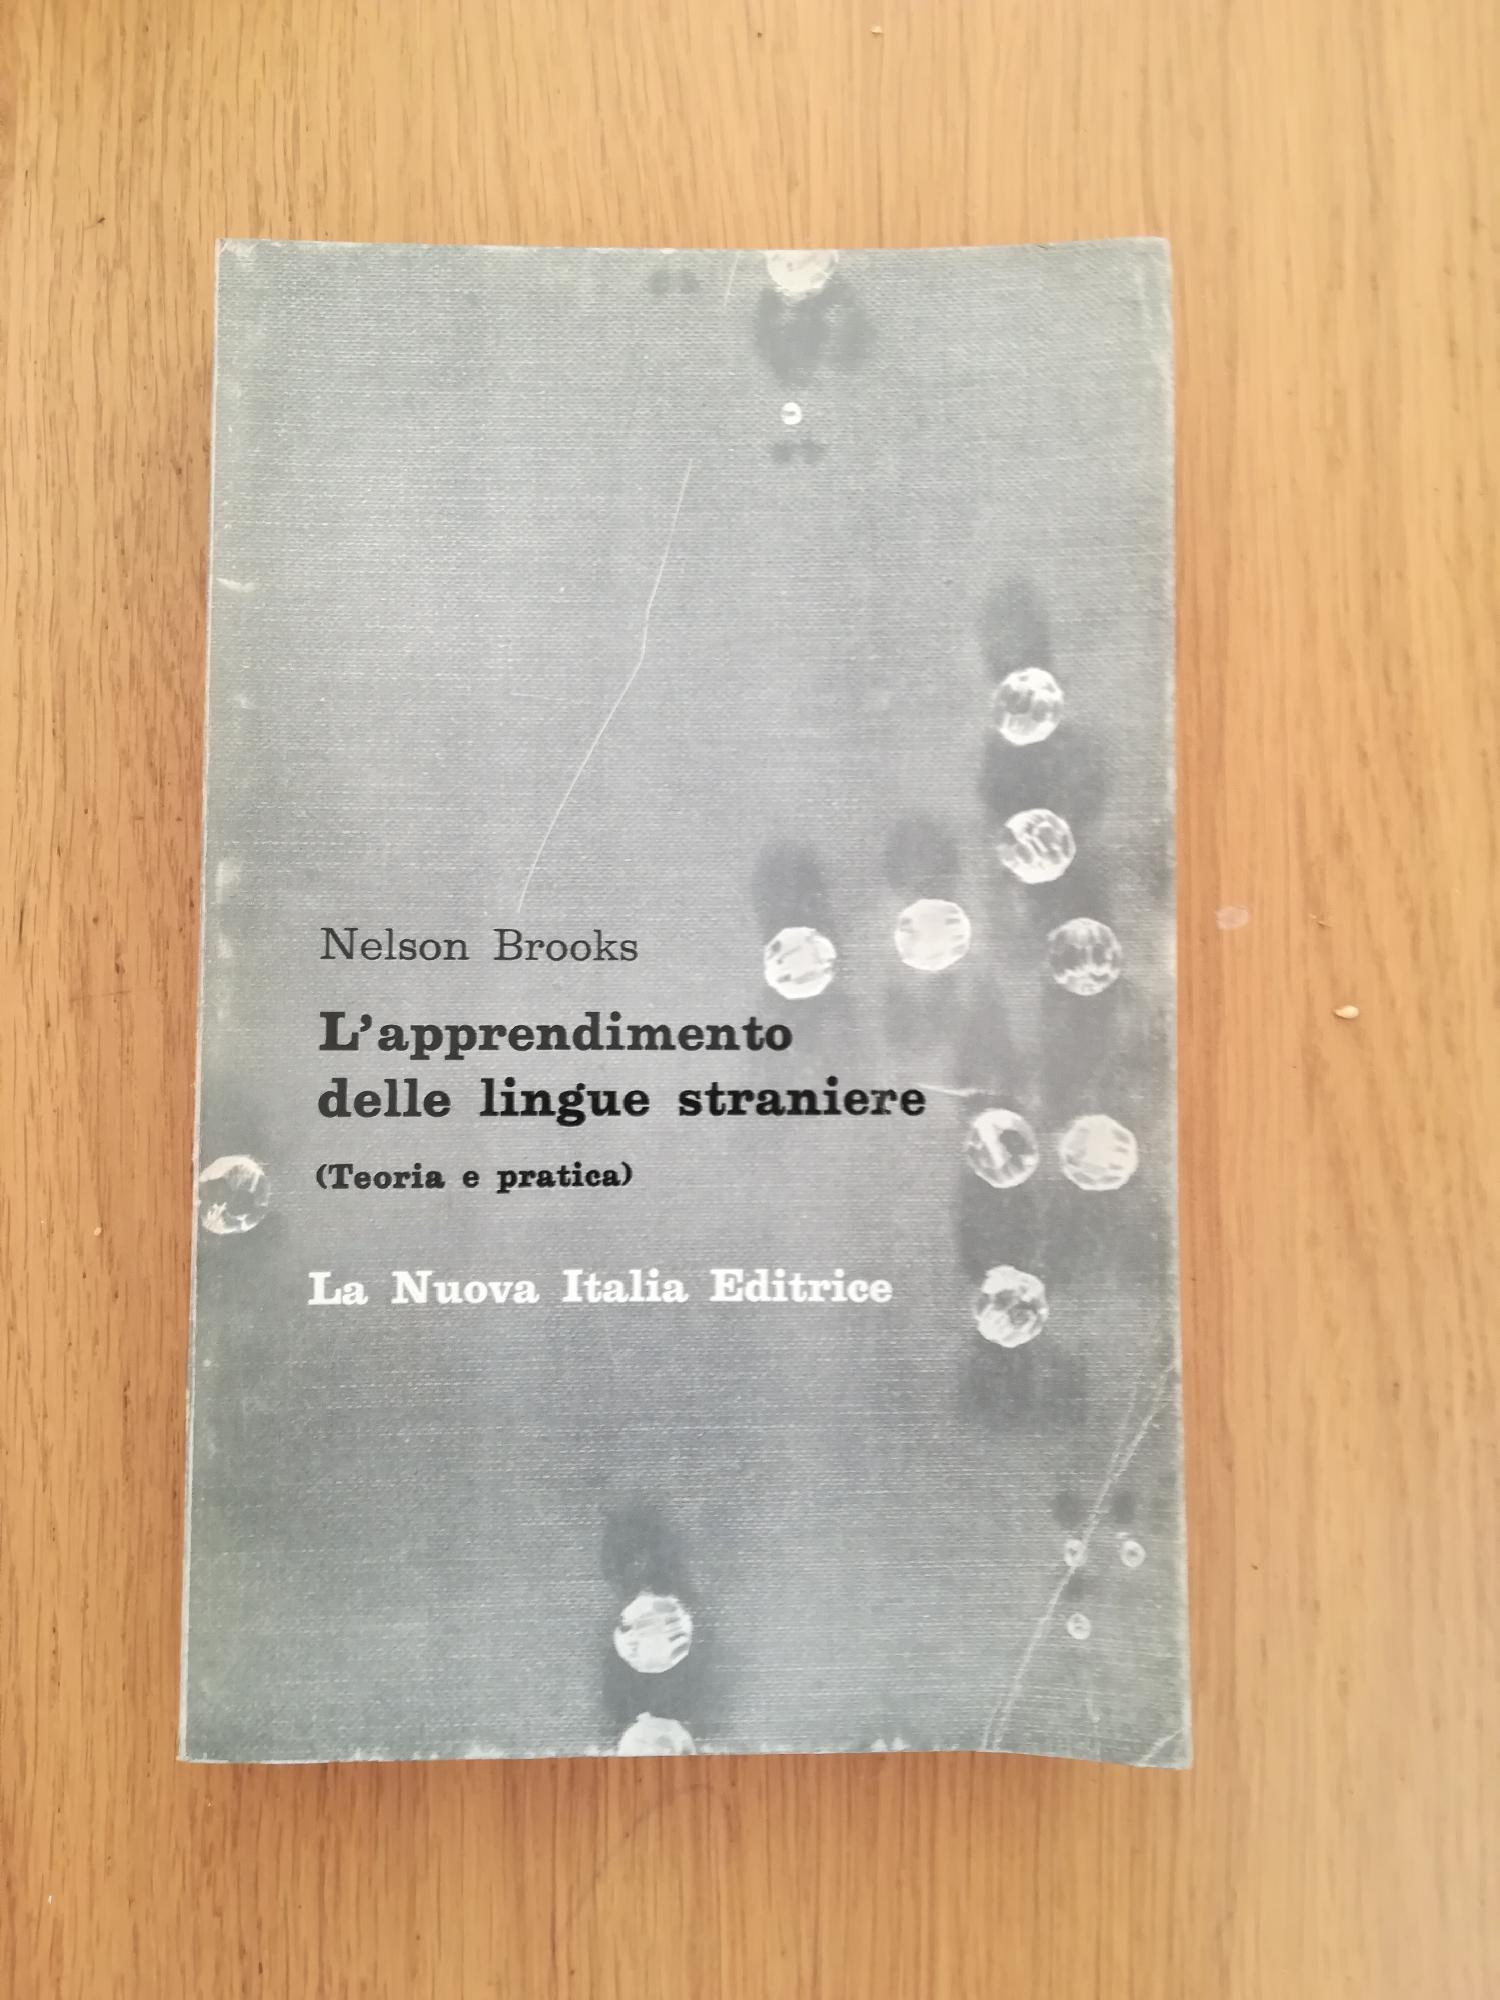 Nelson Brooks
L'apprendimento
delle lingue straniere
(Teoria e pratica)
La Nuova Italia Editrice